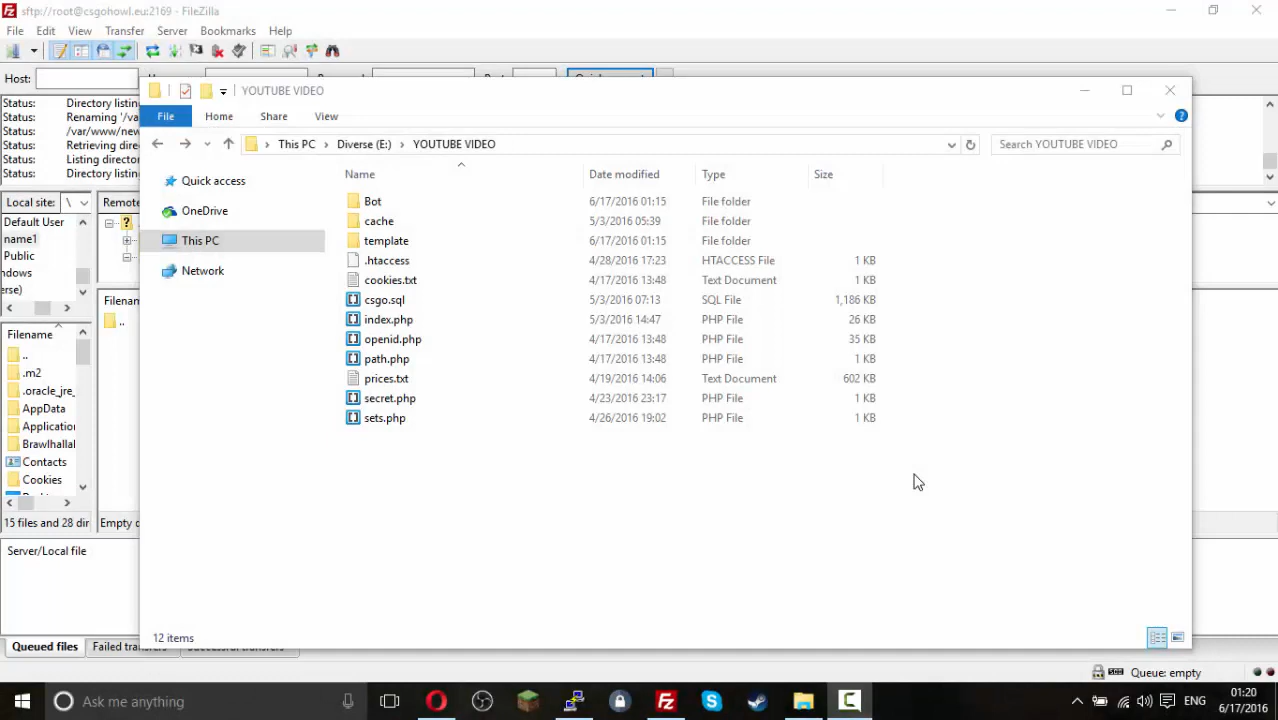 sftp://root@csgohowl.eu:2169 - FileZilla
File Edit View Transfer Server Bookmarks Help
Host:
YOUTUBE VIDEO
Status: Directory listin
Status: Renaming '/va
Status: /var/www/new
Status: Retrieving direc
Status: Listing director
Status: Directory listin
File Home Share View
This PC Diverse (E:) YOUTUBE VIDEO
Search YOUTUBE VIDEO
Local site: \ Remote
Default User
name1
Public
ndows
erse)
Filename
..
.m2
.oracle_jre_
AppData
Application
Brawlhallal
Contacts
Cookies
15 files and 28 dir
Filenam
..
Empty d
Server/Local file
Quick access
OneDrive
This PC
Network
Name Date modified Type Size
Bot 6/17/2016 01:15 File folder
cache 5/3/2016 05:39 File folder
template 6/17/2016 01:15 File folder
.htaccess 4/28/2016 17:23 HTACCESS File 1 KB
cookies.txt 4/17/2016 13:48 Text Document 1 KB
csgo.sql 5/3/2016 07:13 SQL File 1,186 KB
index.php 5/3/2016 14:47 PHP File 26 KB
openid.php 4/17/2016 13:48 PHP File 35 KB
path.php 4/17/2016 13:48 PHP File 1 KB
prices.txt 4/19/2016 14:06 Text Document 602 KB
secret.php 4/23/2016 23:17 PHP File 1 KB
sets.php 4/26/2016 19:02 PHP File 1 KB
12 items
Queued files
Queue: empty
Ask me anything
ENG
01:20
6/17/2016